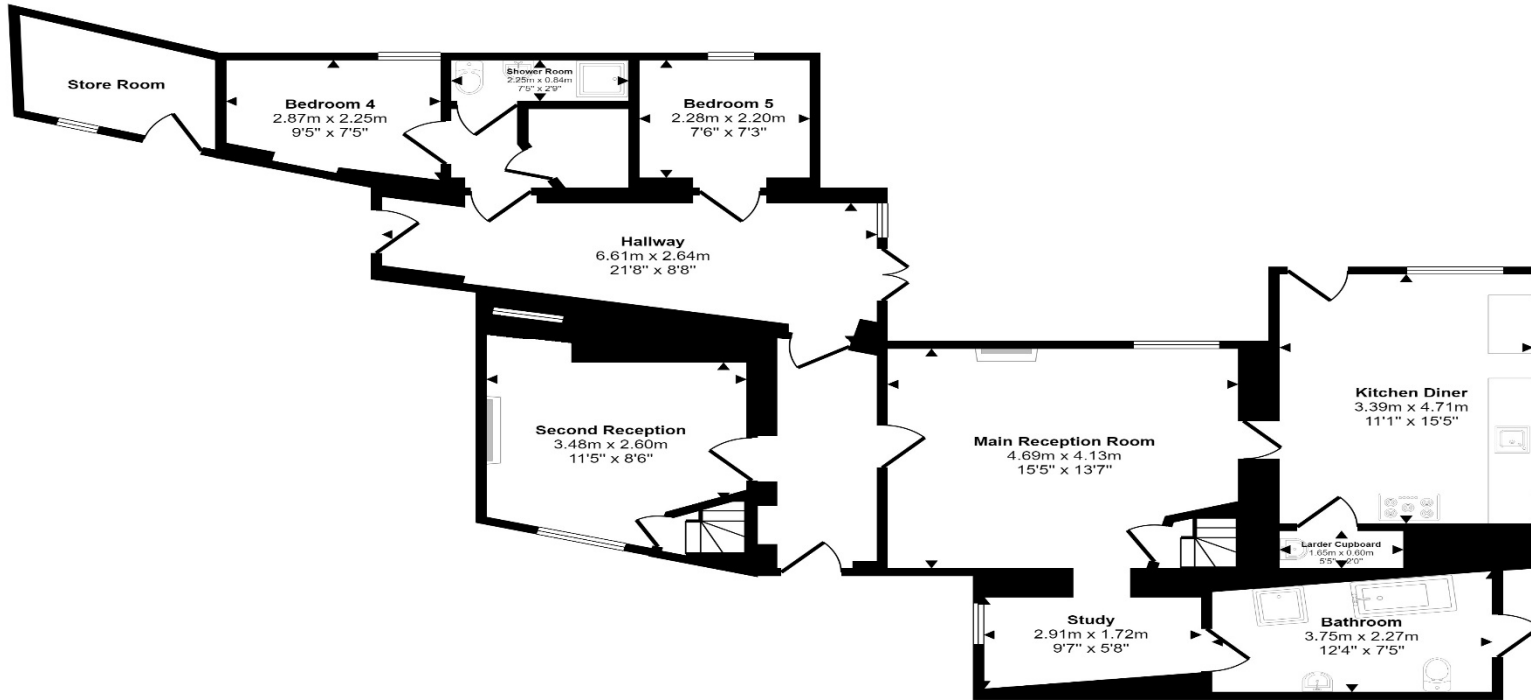 Store Room
Bedroom 4
2.87m x 2.25m
9'5" x 7'5"
Shower Room
2.25m x 0.84m
7'5" x 2'9"
Bedroom 5
2.28m x 2.20m
7'6" x 7'3"
Hallway
6.61m x 2.64m
21'8" x 8'8"
Second Reception
3.48m x 2.60m
11'5" x 8'6"
Main Reception Room
4.69m x 4.13m
15'5" x 13'7"
Kitchen Diner
3.39m x 4.71m
11'1" x 15'5"
Larder Cupboard
1.65m x 0.60m
5'5" x 2'0"
Study
2.91m x 1.72m
9'7" x 5'8"
Bathroom
3.75m x 2.27m
12'4" x 7'5"